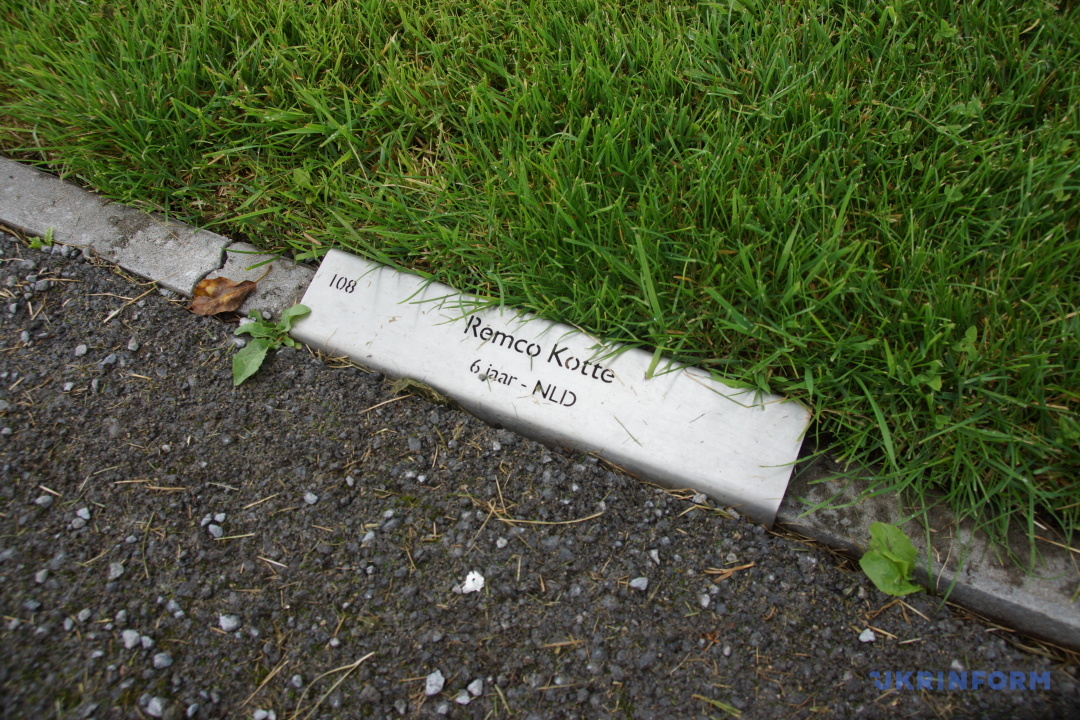 108
Remco Kotte
6 jaar - NLD
UKRINFORM